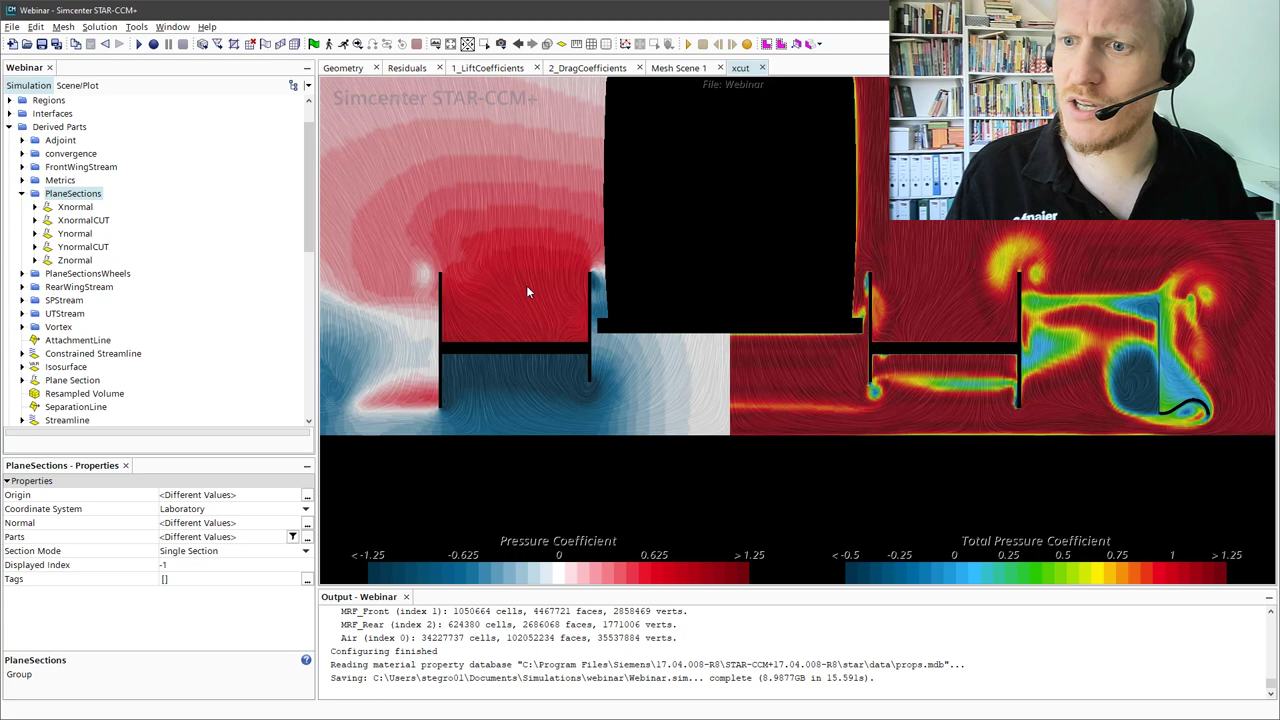 Webinar - Simcenter STAR-CCM+
File Edit Mesh Solution Tools Window Help
Webinar ×
Simulation Scene/Plot
Regions
Interfaces
Derived Parts
Adjoint
convergence
FrontWingStream
Metrics
PlaneSections
Xnormal
XnormalCUT
Ynormal
YnormalCUT
Znormal
PlaneSectionsWheels
RearWingStream
SPStream
UTStream
Vortex
AttachmentLine
Constrained Streamline
Isosurface
Plane Section
Resampled Volume
SeparationLine
Streamline
PlaneSections - Properties ×
Properties
Origin <Different Values>
Coordinate System Laboratory
Normal <Different Values>
Parts <Different Values>
Section Mode Single Section
Displayed Index -1
Tags []
PlaneSections
Group
Geometry × Residuals × 1_LiftCoefficients × 2_DragCoefficients × Mesh Scene 1 × xcut ×
Simcenter STAR-CCM+
File: Webinar
Pressure Coefficient
< -1.25 -0.625 0 0.625 > 1.25
Total Pressure Coefficient
< -0.5 -0.25 0 0.25 0.5 0.75 1 > 1.25
Output - Webinar ×
MRF_Front (index 1): 1050664 cells, 4467721 faces, 2858469 verts.
MRF_Rear (index 2): 624380 cells, 2686068 faces, 1771006 verts.
Air (index 0): 34227737 cells, 102052234 faces, 35537884 verts.
Configuring finished
Reading material property database "C:\Program Files\Siemens\17.04.008-R8\STAR-CCM+17.04.008-R8\star\data\props.mdb"...
Saving: C:\Users\stegro01\Documents\Simulations\webinar\Webinar.sim... complete (8.9877GB in 15.591s).